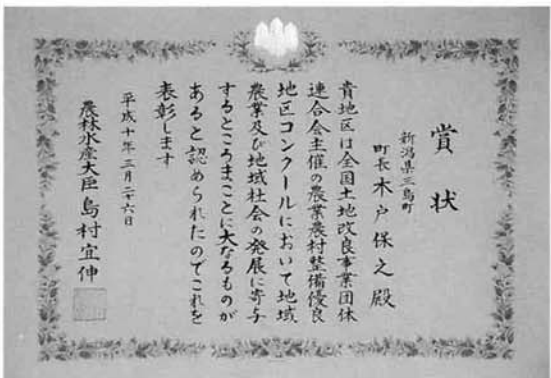 賞状
新潟県三島町
町長木戸保之殿
貴地区は全国土地改良事業団体
連合会主催の農業農村整備優良
地区コンクールにおいて地域
農業及び地域社会の発展に寄与
するところまことに大なるものが
あると認められたのでこれを
表彰します
平成十年三月二十六日
農林水産大臣島村宜伸